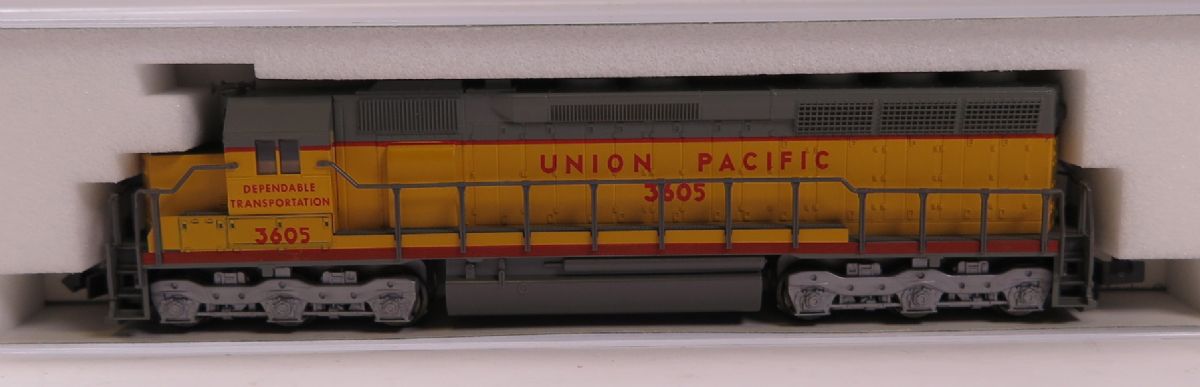 UNION PACIFIC
3605
DEPENDABLE
TRANSPORTATION
3605